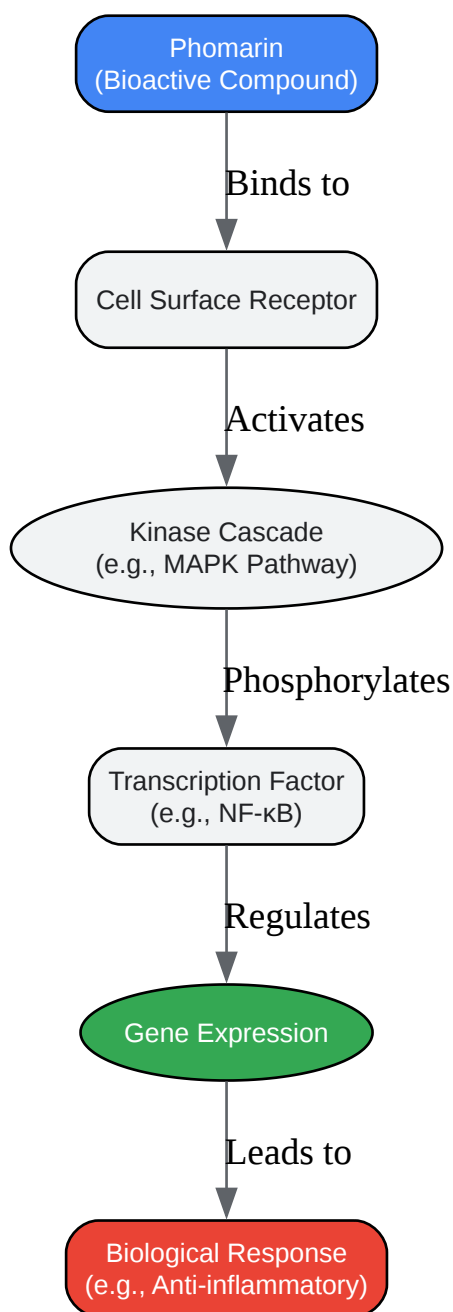 Phomarin
(Bioactive Compound)
Binds to
Cell Surface Receptor
Activates
Kinase Cascade
(e.g., MAPK Pathway)
Phosphorylates
Transcription Factor
(e.g., NF-κB)
Regulates
Gene Expression
Leads to
Biological Response
(e.g., Anti-inflammatory)